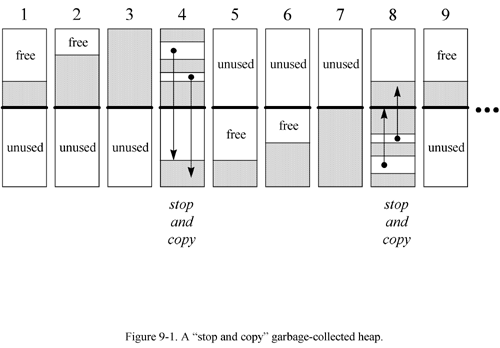 1 2 3 4 5 6 7 8 9
free
free
unused
unused
unused
free
unused
unused
unused
free
free
unused
unused
stop
and
copy
stop
and
copy
Figure 9-1. A “stop and copy” garbage-collected heap.